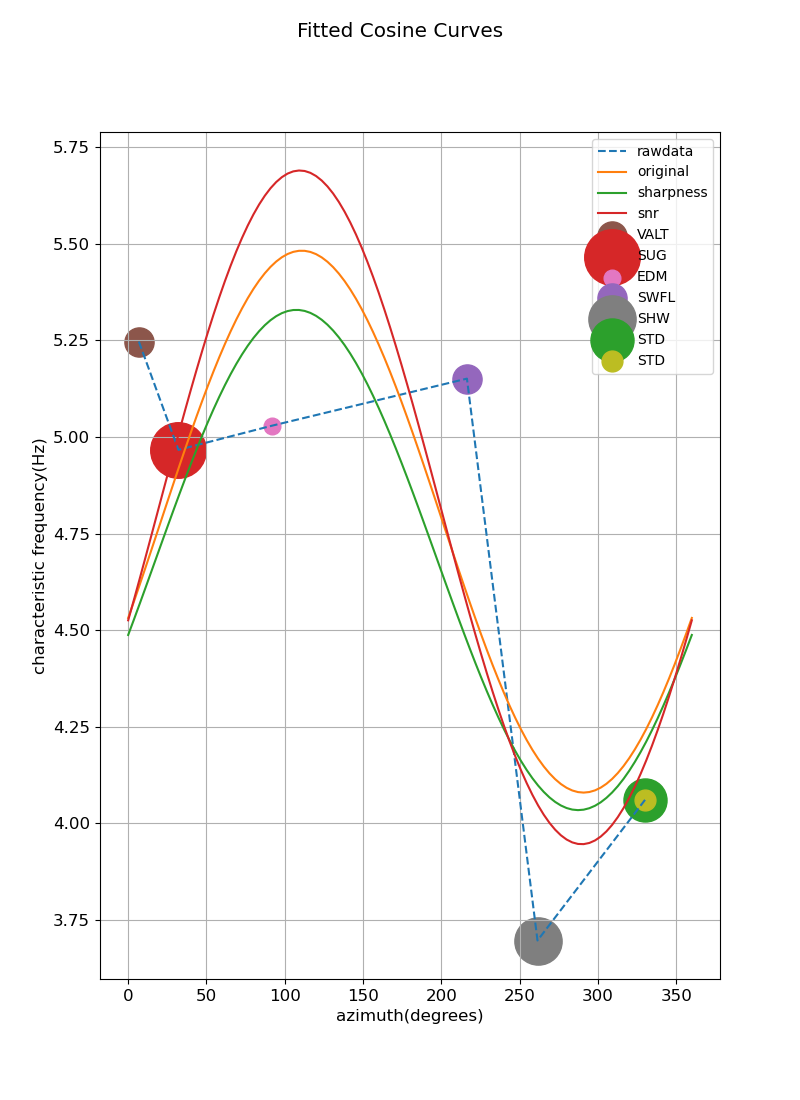 Fitted Cosine Curves
5.75
5.50
5.25
5.00
4.75
4.50
4.25
4.00
3.75
characteristic frequency(Hz)
rawdata
original
sharpness
snr
VALT
SUG
EDM
SWFL
SHW
STD
STD
0 50 100 150 200 250 300 350
azimuth(degrees)